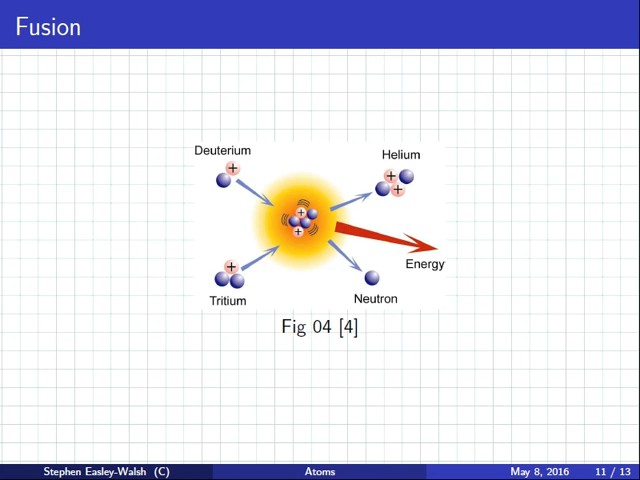 Fusion
Deuterium
+
Helium
+
+
+
+
Energy
+
Tritium
Neutron
Fig 04 [4]
Stephen Easley-Walsh (C) Atoms May 8, 2016 11 / 13